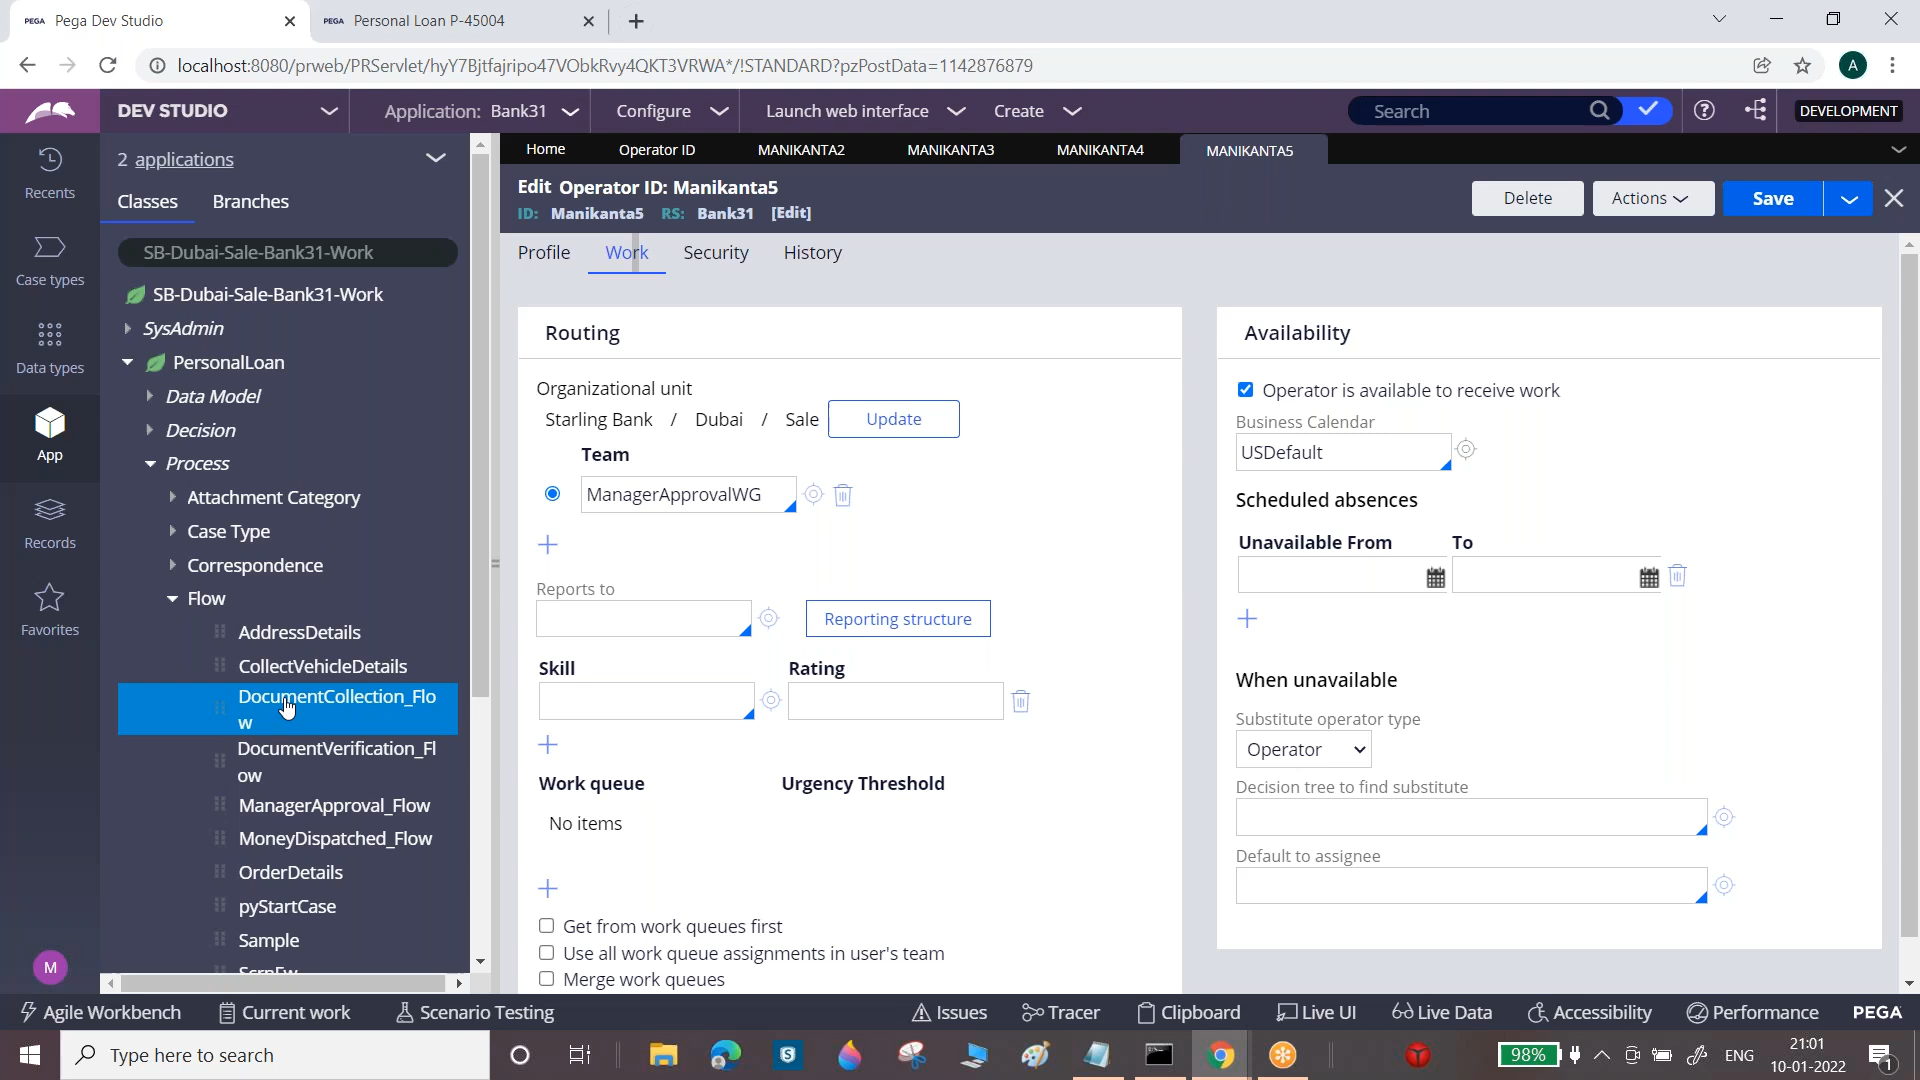 PEGA Pega Dev Studio
PEGA Personal Loan P-45004
localhost:8080/prweb/PRServlet/hyY7Bjtfajripo47VObkRvy4QKT3VRWA*/!STANDARD?pzPostData=1142876879
A
DEV STUDIO
Application: Bank31
Configure
Launch web interface
Create
Search
DEVELOPMENT
Recents
Case types
Data types
App
Records
Favorites
M
2 applications
Classes
Branches
SB-Dubai-Sale-Bank31-Work
SB-Dubai-Sale-Bank31-Work
SysAdmin
PersonalLoan
Data Model
Decision
Process
Attachment Category
Case Type
Correspondence
Flow
AddressDetails
CollectVehicleDetails
DocumentCollection_Flo
w
DocumentVerification_Fl
ow
ManagerApproval_Flow
MoneyDispatched_Flow
OrderDetails
pyStartCase
Sample
Home
Operator ID
MANIKANTA2
MANIKANTA3
MANIKANTA4
MANIKANTA5
Edit Operator ID: Manikanta5
ID: Manikanta5 RS: Bank31 [Edit]
Delete
Actions
Save
Profile
Work
Security
History
Routing
Organizational unit
Starling Bank / Dubai / Sale
Update
Team
ManagerApprovalWG
Reports to
Reporting structure
Skill
Rating
Work queue
Urgency Threshold
No items
Get from work queues first
Use all work queue assignments in user's team
Merge work queues
Availability
Operator is available to receive work
Business Calendar
USDefault
Scheduled absences
Unavailable From
To
When unavailable
Substitute operator type
Operator
Decision tree to find substitute
Default to assignee
Agile Workbench
Current work
Scenario Testing
Issues
Tracer
Clipboard
Live UI
Live Data
Accessibility
Performance
PEGA
Type here to search
98%
ENG
21:01
10-01-2022
1